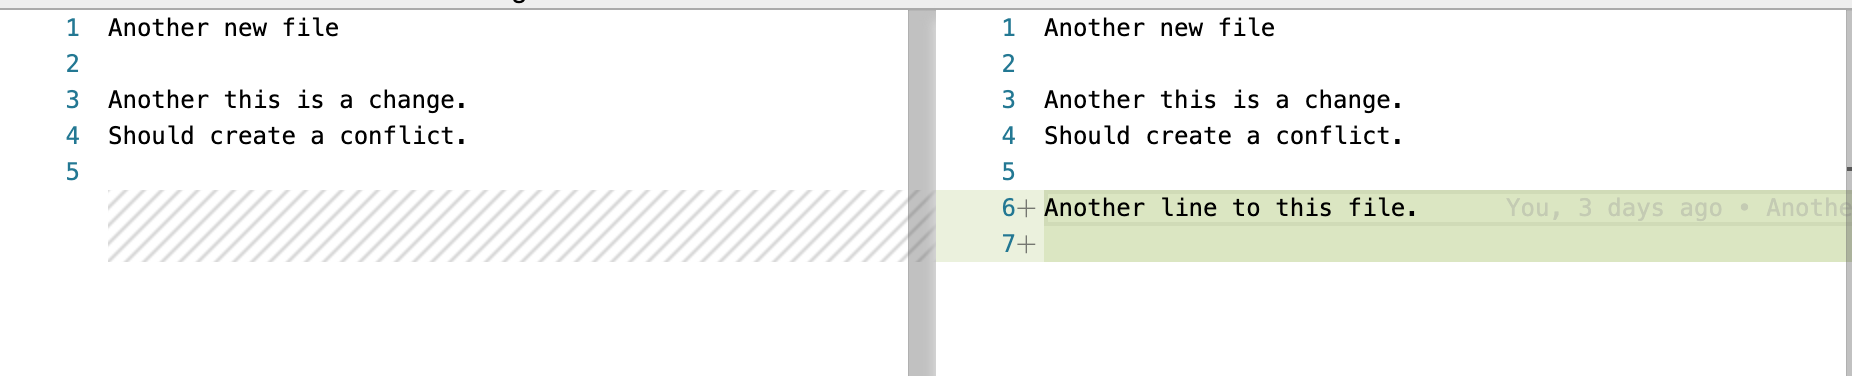 1 Another new file
2
3 Another this is a change.
4 Should create a conflict.
5
1 Another new file
2
3 Another this is a change.
4 Should create a conflict.
5
6+ Another line to this file. You, 3 days ago •
7+